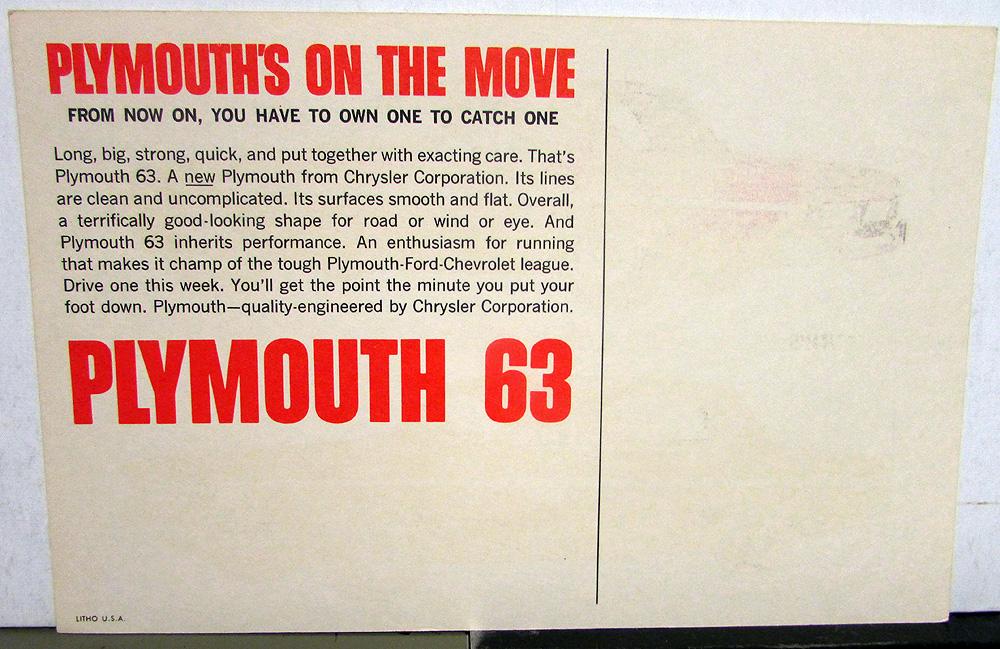 PLYMOUTH'S ON THE MOVE
FROM NOW ON, YOU HAVE TO OWN ONE TO CATCH ONE
Long, big, strong, quick, and put together with exacting care. That's
Plymouth 63. A new Plymouth from Chrysler Corporation. Its lines
are clean and uncomplicated. Its surfaces smooth and flat. Overall,
a terrifically good-looking shape for road or wind or eye. And
Plymouth 63 inherits performance. An enthusiasm for running
that makes it champ of the tough Plymouth-Ford-Chevrolet league.
Drive one this week. You'll get the point the minute you put your
foot down. Plymouth—quality-engineered by Chrysler Corporation.
PLYMOUTH 63
LITHO U.S.A.